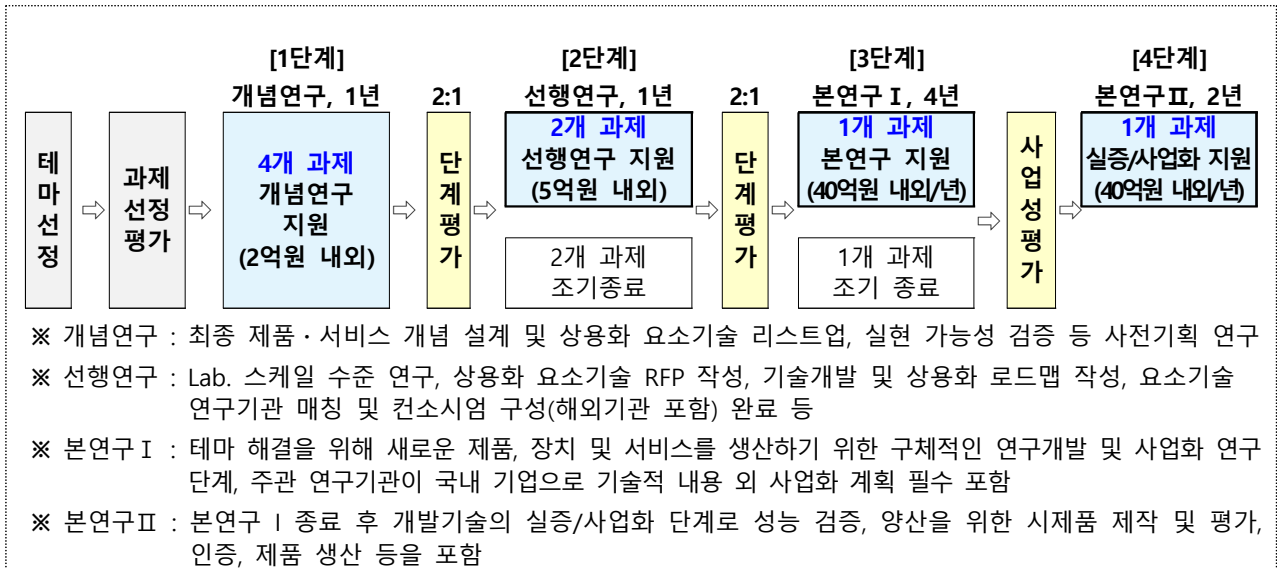 [1단계]
개념연구, 1년
2:1
[2단계]
선행연구, 1년
2:1
[3단계]
본연구Ⅰ, 4년
[4단계]
본연구Ⅱ, 2년
테
마
선
정
⇨
과제
선정
평가
⇨
4개 과제
개념연구
지원
(2억원 내외)
⇨
단
계
평
가
⇨
2개 과제
선행연구 지원
(5억원 내외)
2개 과제
조기종료
⇨
단
계
평
가
⇨
1개 과제
본연구 지원
(40억원 내외/년)
1개 과제
조기 종료
⇨
사
업
성
평
가
⇨
1개 과제
실증/사업화 지원
(40억원 내외/년)
※ 개념연구 : 최종 제품・서비스 개념 설계 및 상용화 요소기술 리스트업, 실현 가능성 검증 등 사전기획 연구
※ 선행연구 : Lab. 스케일 수준 연구, 상용화 요소기술 RFP 작성, 기술개발 및 상용화 로드맵 작성, 요소기술
연구기관 매칭 및 컨소시엄 구성(해외기관 포함) 완료 등
※ 본연구Ⅰ : 테마 해결을 위해 새로운 제품, 장치 및 서비스를 생산하기 위한 구체적인 연구개발 및 사업화 연구
단계, 주관 연구기관이 국내 기업으로 기술적 내용 외 사업화 계획 필수 포함
※ 본연구Ⅱ : 본연구Ⅰ 종료 후 개발기술의 실증/사업화 단계로 성능 검증, 양산을 위한 시제품 제작 및 평가,
인증, 제품 생산 등을 포함